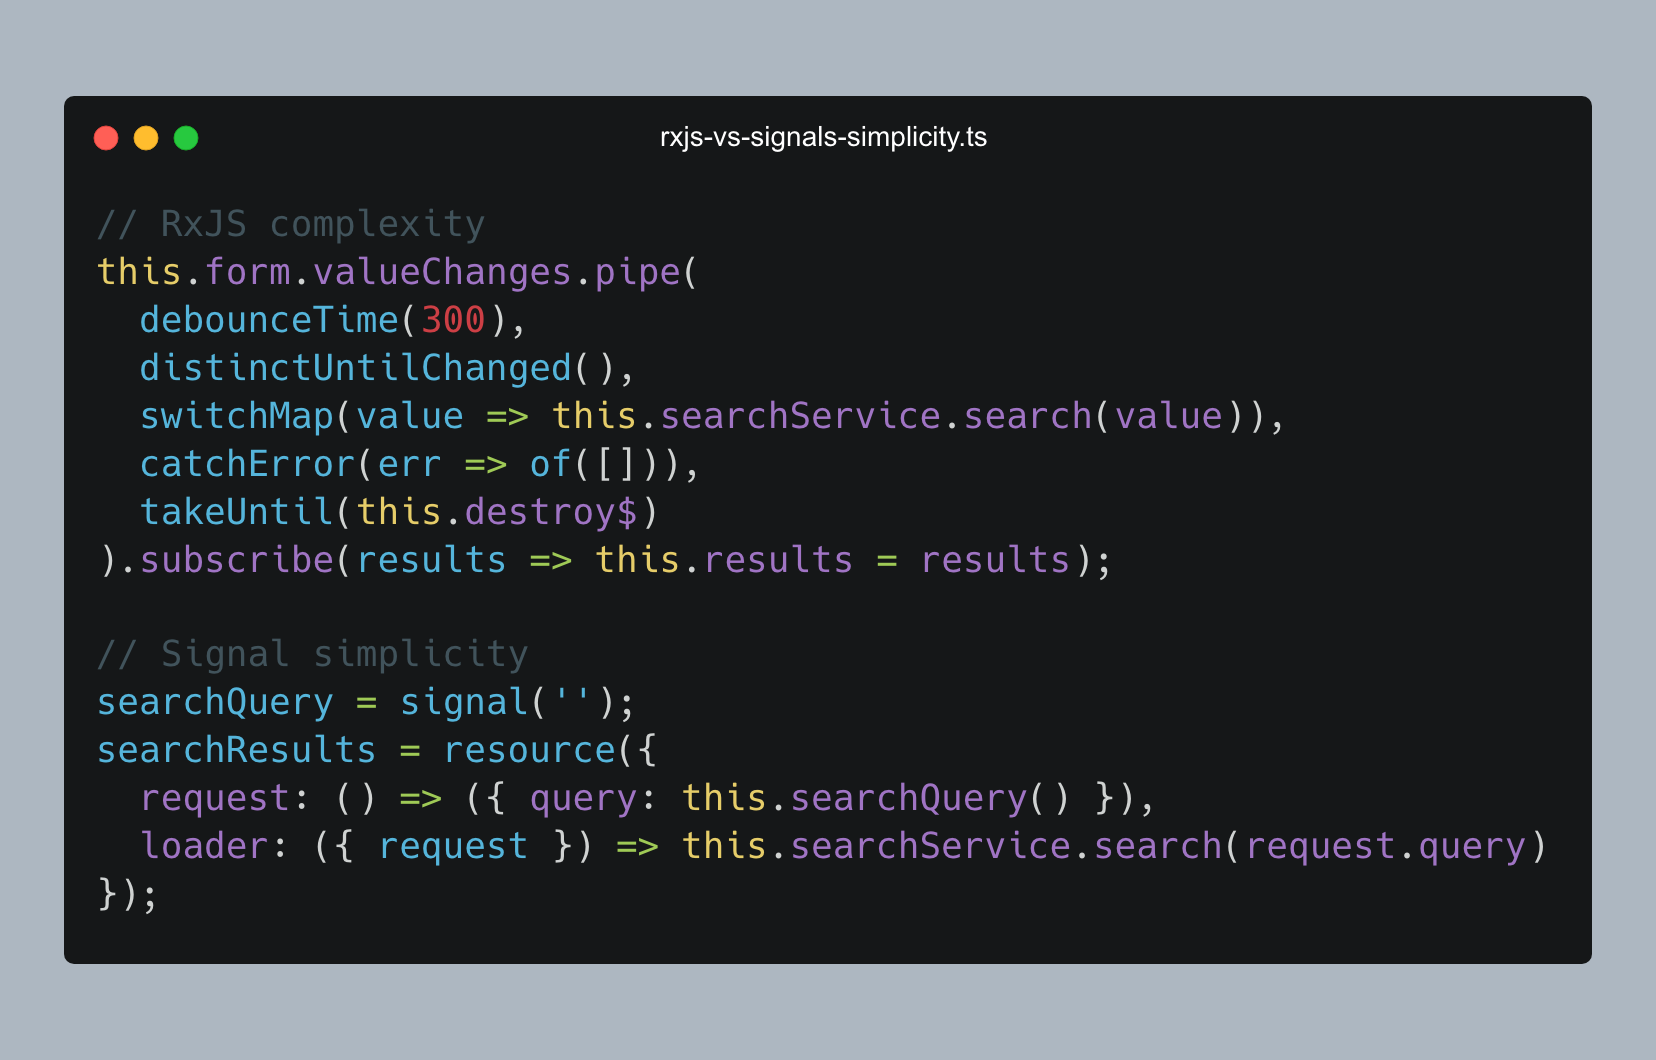 rxjs-vs-signals-simplicity.ts
// RxJS complexity
this.form.valueChanges.pipe(
  debounceTime(300),
  distinctUntilChanged(),
  switchMap(value => this.searchService.search(value)),
  catchError(err => of([])),
  takeUntil(this.destroy$)
).subscribe(results => this.results = results);

// Signal simplicity
searchQuery = signal('');
searchResults = resource({
  request: () => ({ query: this.searchQuery() }),
  loader: ({ request }) => this.searchService.search(request.query)
});